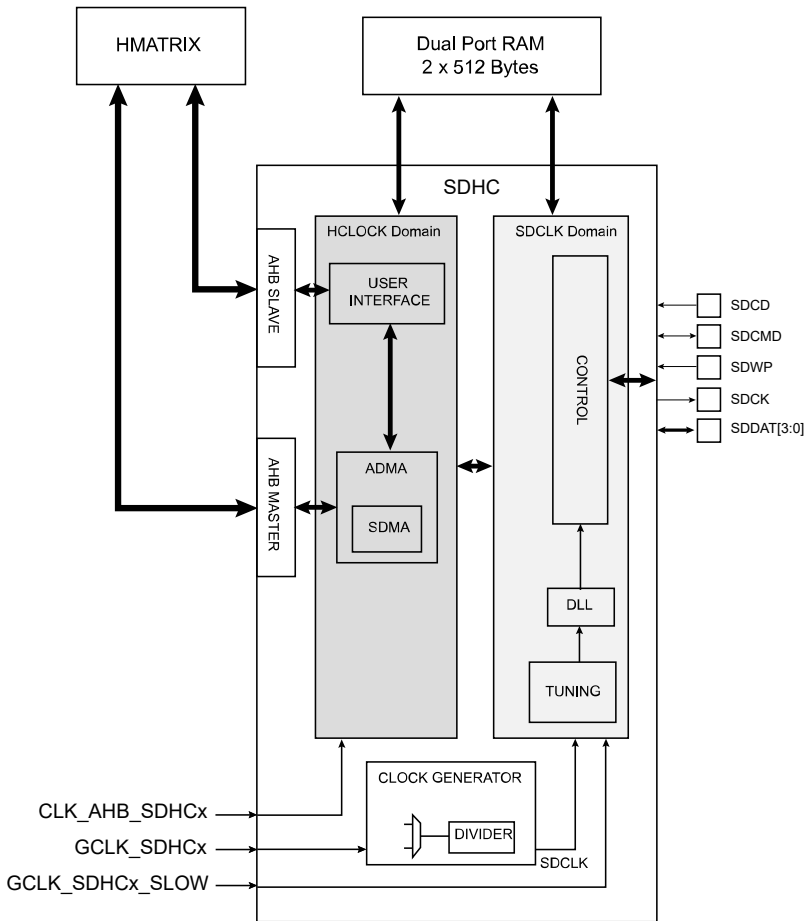 HMATRIX
Dual Port RAM
2 x 512 Bytes
SDHC
HCLOCK Domain
SDCLK Domain
AHB SLAVE
USER
INTERFACE
CONTROL
SDCD
SDCMD
SDWP
SDCK
SDDAT[3:0]
AHB MASTER
ADMA
SDMA
DLL
TUNING
CLOCK GENERATOR
DIVIDER
SDCLK
CLK_AHB_SDHCx
GCLK_SDHCx
GCLK_SDHCx_SLOW